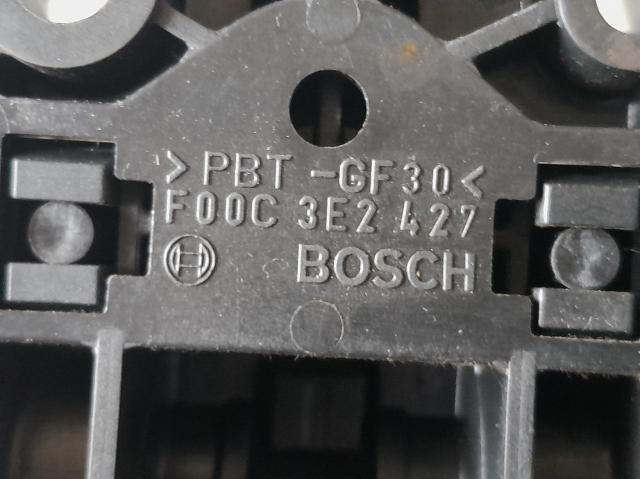 >PBT-GF30<
F00C 3E2 427
BOSCH